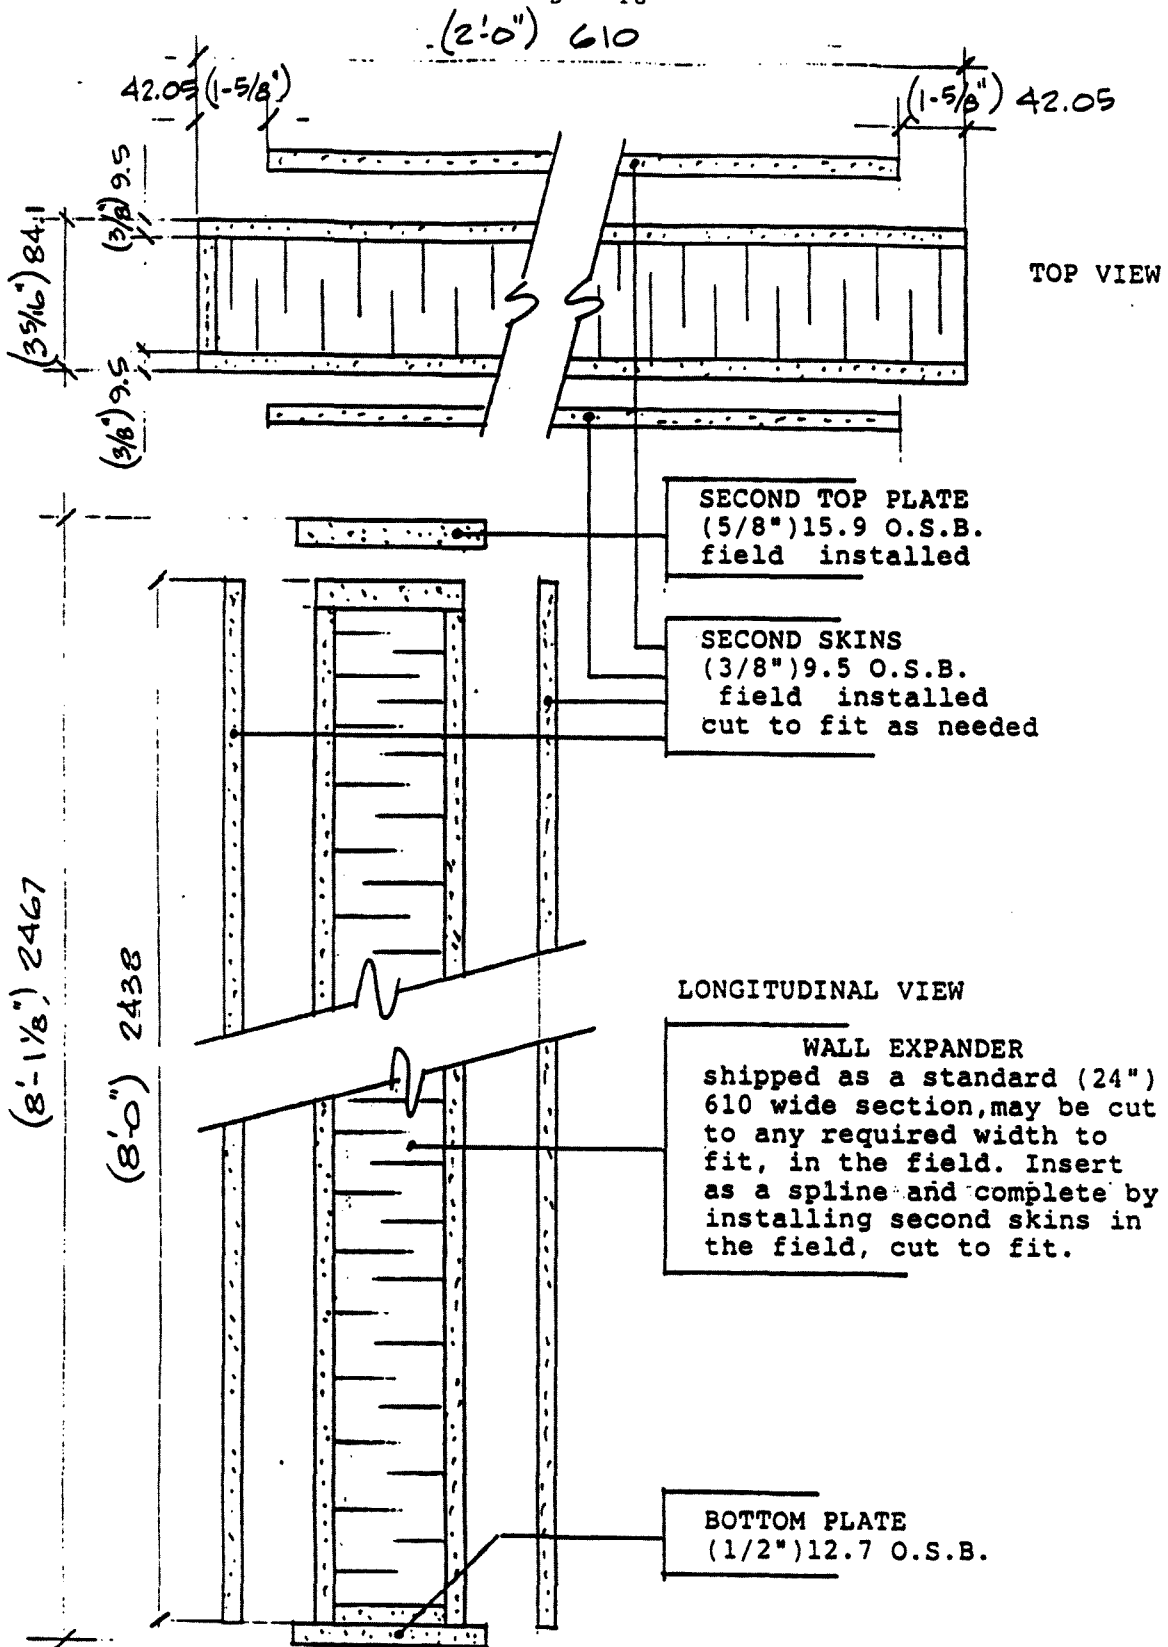 (2'-0") 610
42.05 (1-5/8")
(1-5/8") 42.05
(3/8") 9.5
(3 5/16") 84.1
(3/8") 9.5
TOP VIEW
SECOND TOP PLATE
(5/8")15.9 O.S.B.
field installed
SECOND SKINS
(3/8")9.5 O.S.B.
field installed
cut to fit as needed
(8'-1 1/8") 2467
(8'-0") 2438
LONGITUDINAL VIEW
WALL EXPANDER
shipped as a standard (24")
610 wide section,may be cut
to any required width to
fit, in the field. Insert
as a spline and complete by
installing second skins in
the field, cut to fit.
BOTTOM PLATE
(1/2")12.7 O.S.B.